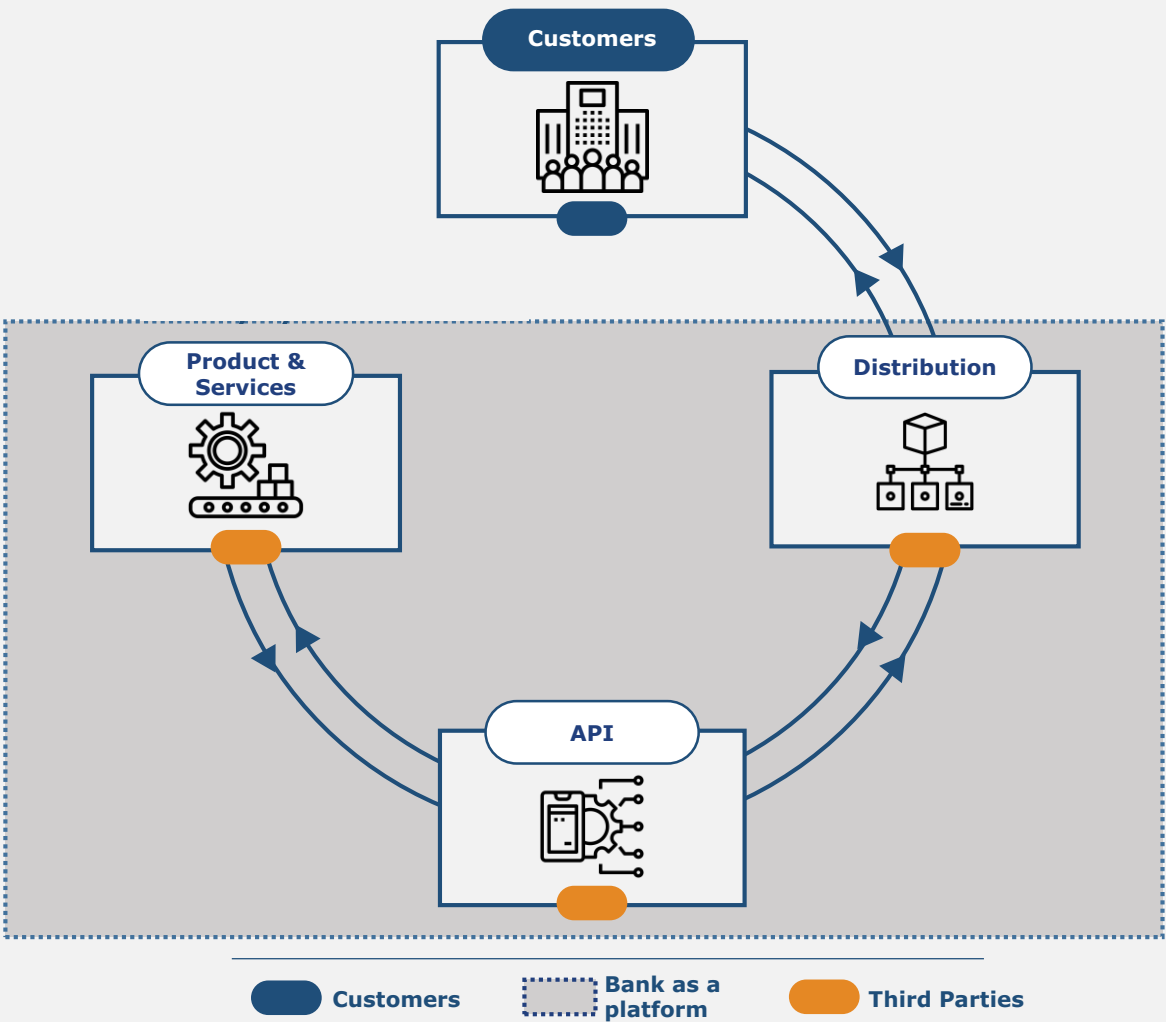 Customers
Product &
Services
Distribution
API
Customers
Bank as a
platform
Third Parties